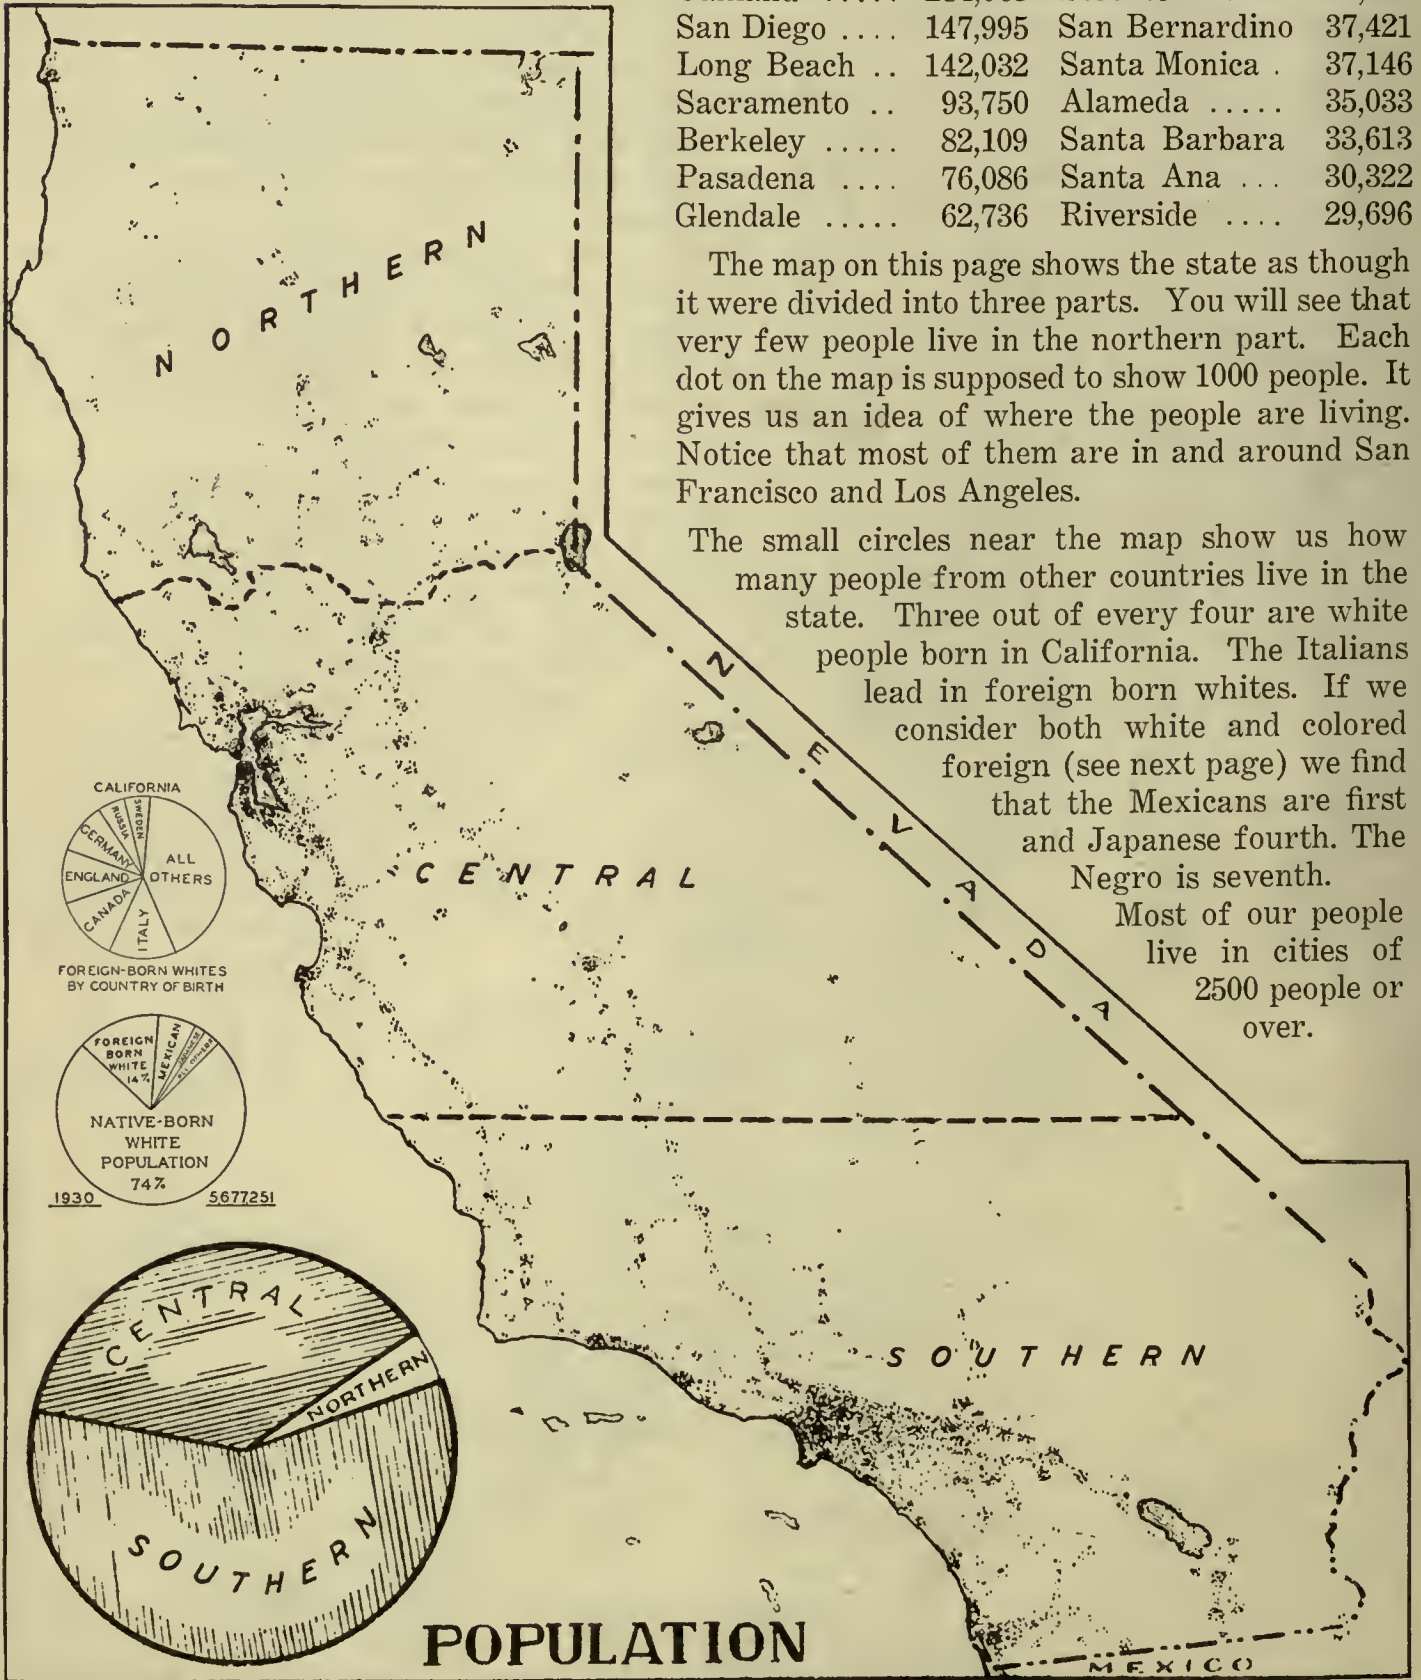 San Diego .... 147,995 San Bernardino 37,421
Long Beach .. 142,032 Santa Monica . 37,146
Sacramento .. 93,750 Alameda ..... 35,033
Berkeley ..... 82,109 Santa Barbara 33,613
Pasadena .... 76,086 Santa Ana ... 30,322
Glendale ..... 62,736 Riverside .... 29,696
The map on this page shows the state as though
it were divided into three parts. You will see that
very few people live in the northern part. Each
dot on the map is supposed to show 1000 people. It
gives us an idea of where the people are living.
Notice that most of them are in and around San
Francisco and Los Angeles.
The small circles near the map show us how
many people from other countries live in the
state. Three out of every four are white
people born in California. The Italians
lead in foreign born whites. If we
consider both white and colored
foreign (see next page) we find
that the Mexicans are first
and Japanese fourth. The
Negro is seventh.
Most of our people
live in cities of
2500 people or
over.
NORTHERN
NEVADA
CENTRAL
SOUTHERN
MEXICO
CALIFORNIA
SWEDEN
RUSSIA
GERMANY
ENGLAND
CANADA
ITALY
ALL
OTHERS
FOREIGN-BORN WHITES
BY COUNTRY OF BIRTH
FOREIGN
BORN
WHITE
14%
MEXICAN
JAPANESE
ALL OTHERS
NATIVE-BORN
WHITE
POPULATION
74%
1930 5,677,251
CENTRAL
NORTHERN
SOUTHERN
POPULATION